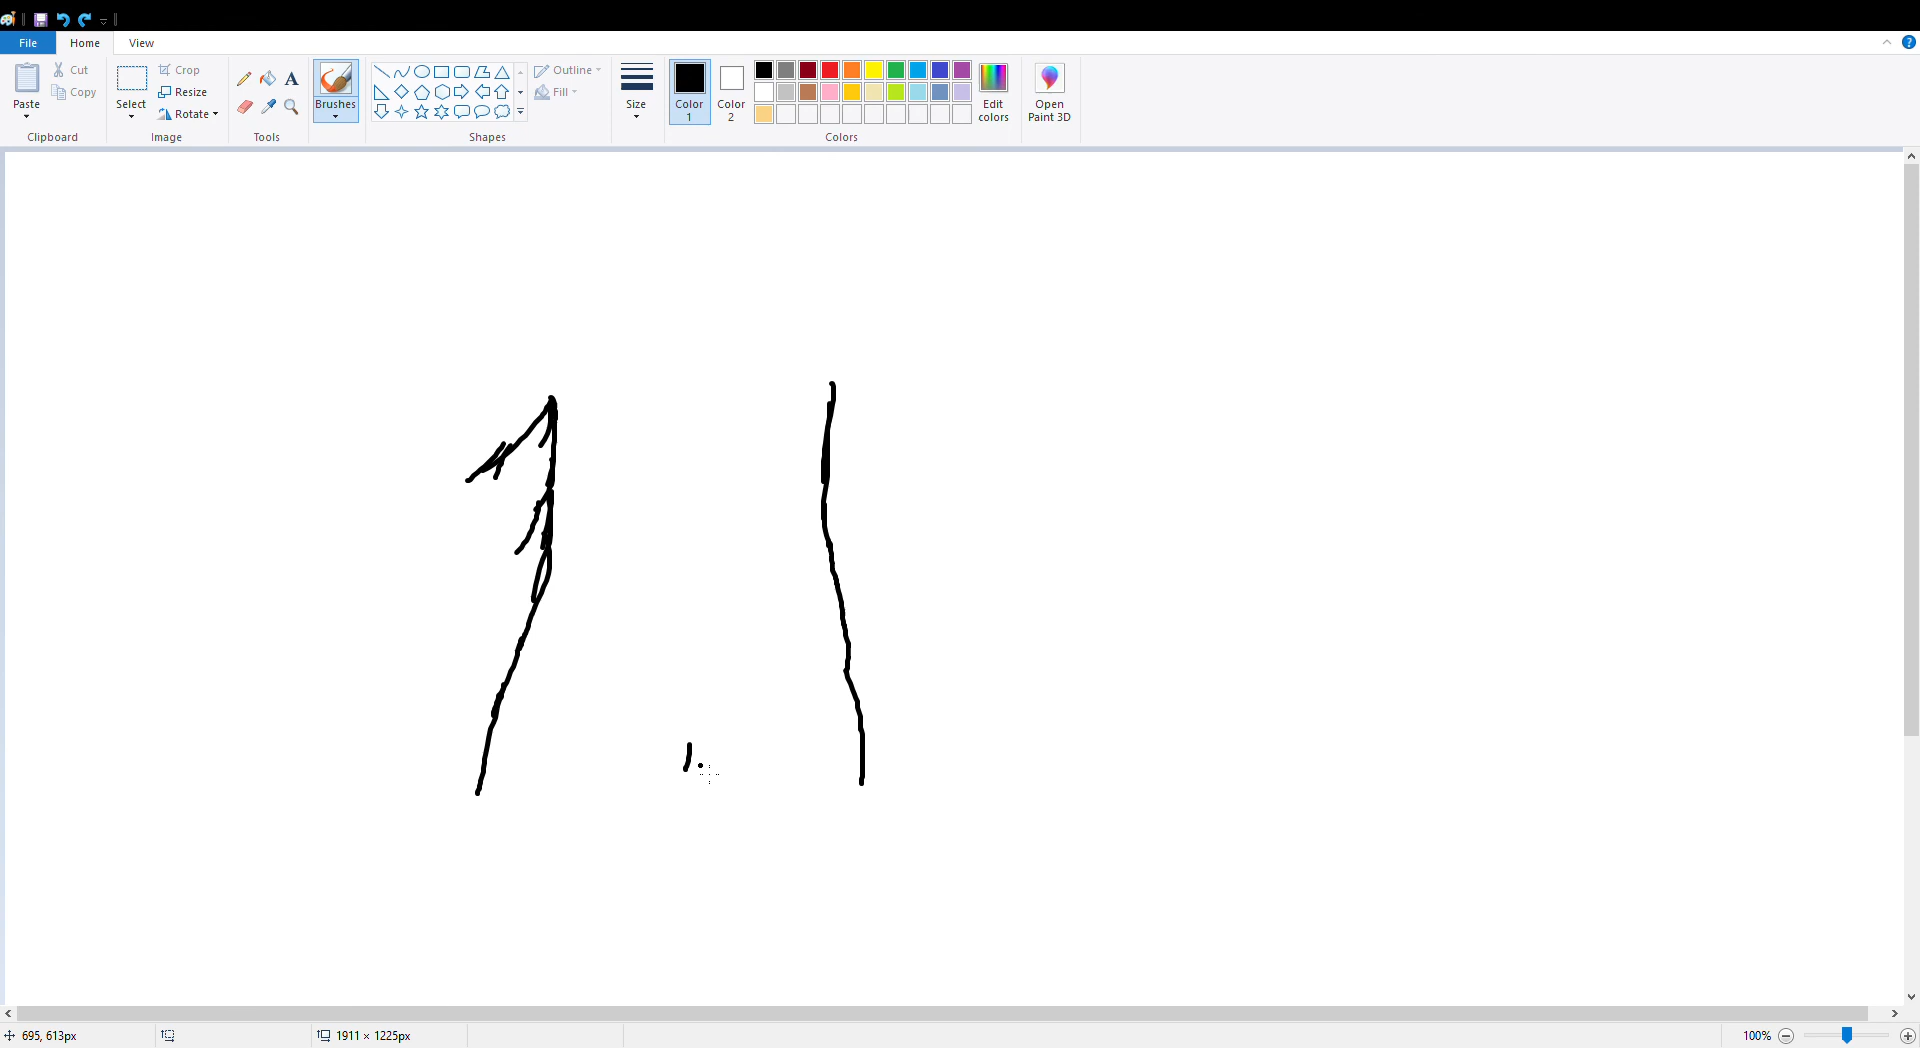 File Home View
Paste Cut Copy Clipboard
Select Crop Resize Rotate Image
A Tools
Brushes
Outline Fill Shapes
Size
Color 1 Color 2 Edit colors Colors
Open Paint 3D
1.1
695, 613px 1911 × 1225px 100%